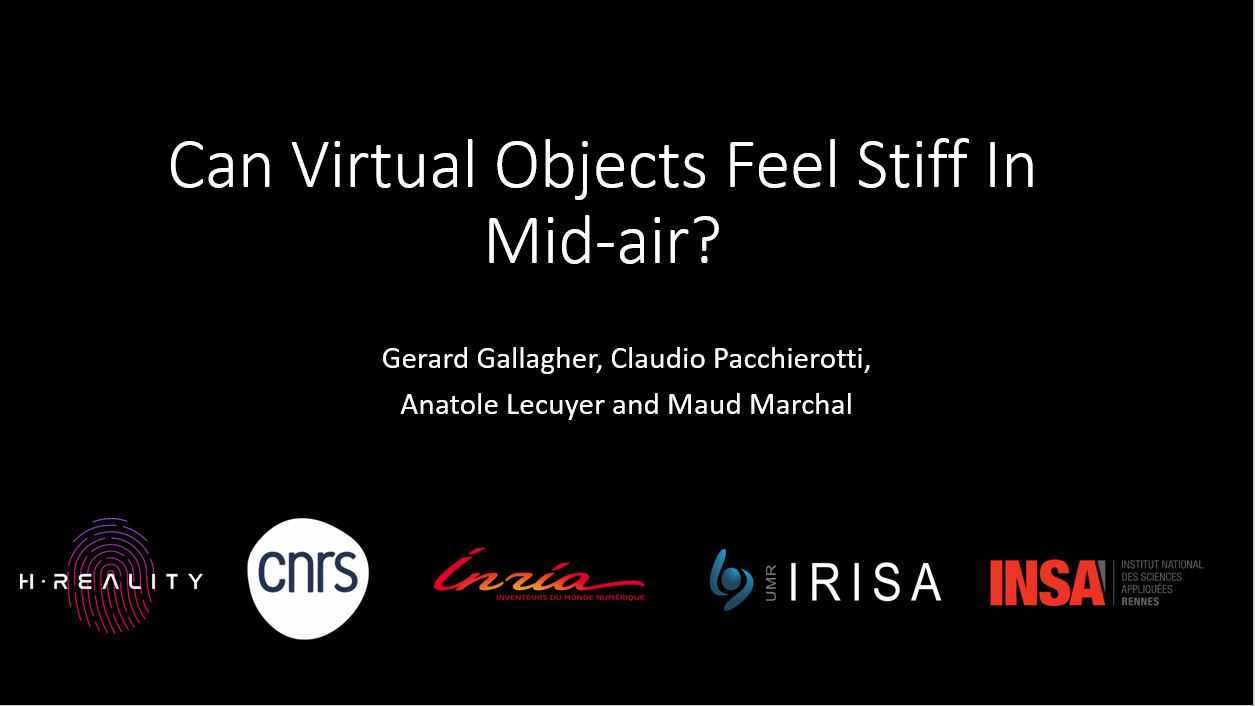 Can Virtual Objects Feel Stiff In
Mid-air?
Gerard Gallagher, Claudio Pacchierotti,
Anatole Lecuyer and Maud Marchal
H·REALITY
cnrs
inria
INVENTEURS DU MONDE NUMÉRIQUE
UMR
IRISA
INSA
INSTITUT NATIONAL
DES SCIENCES
APPLIQUÉES
RENNES